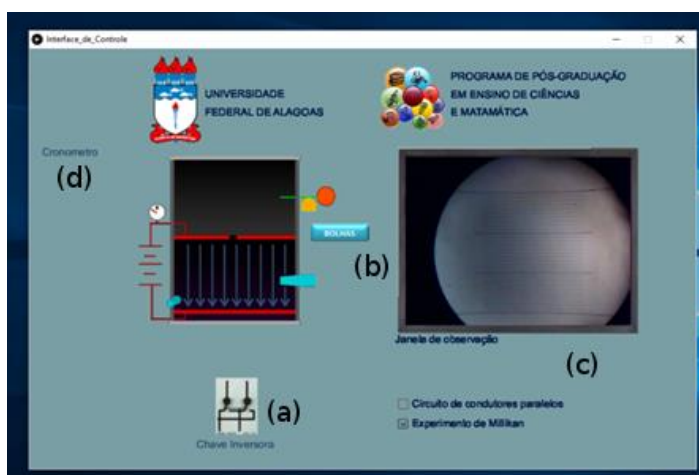 Interface_de_Controle
UNIVERSIDADE
FEDERAL DE ALAGOAS
PROGRAMA DE PÓS-GRADUAÇÃO
EM ENSINO DE CIÊNCIAS
E MATAMÁTICA
Cronometro
(d)
BOLHAS
(b)
Janela de observação
(c)
(a)
Chave Inversora
Circuito de condutores paralelos
Experimento de Millikan